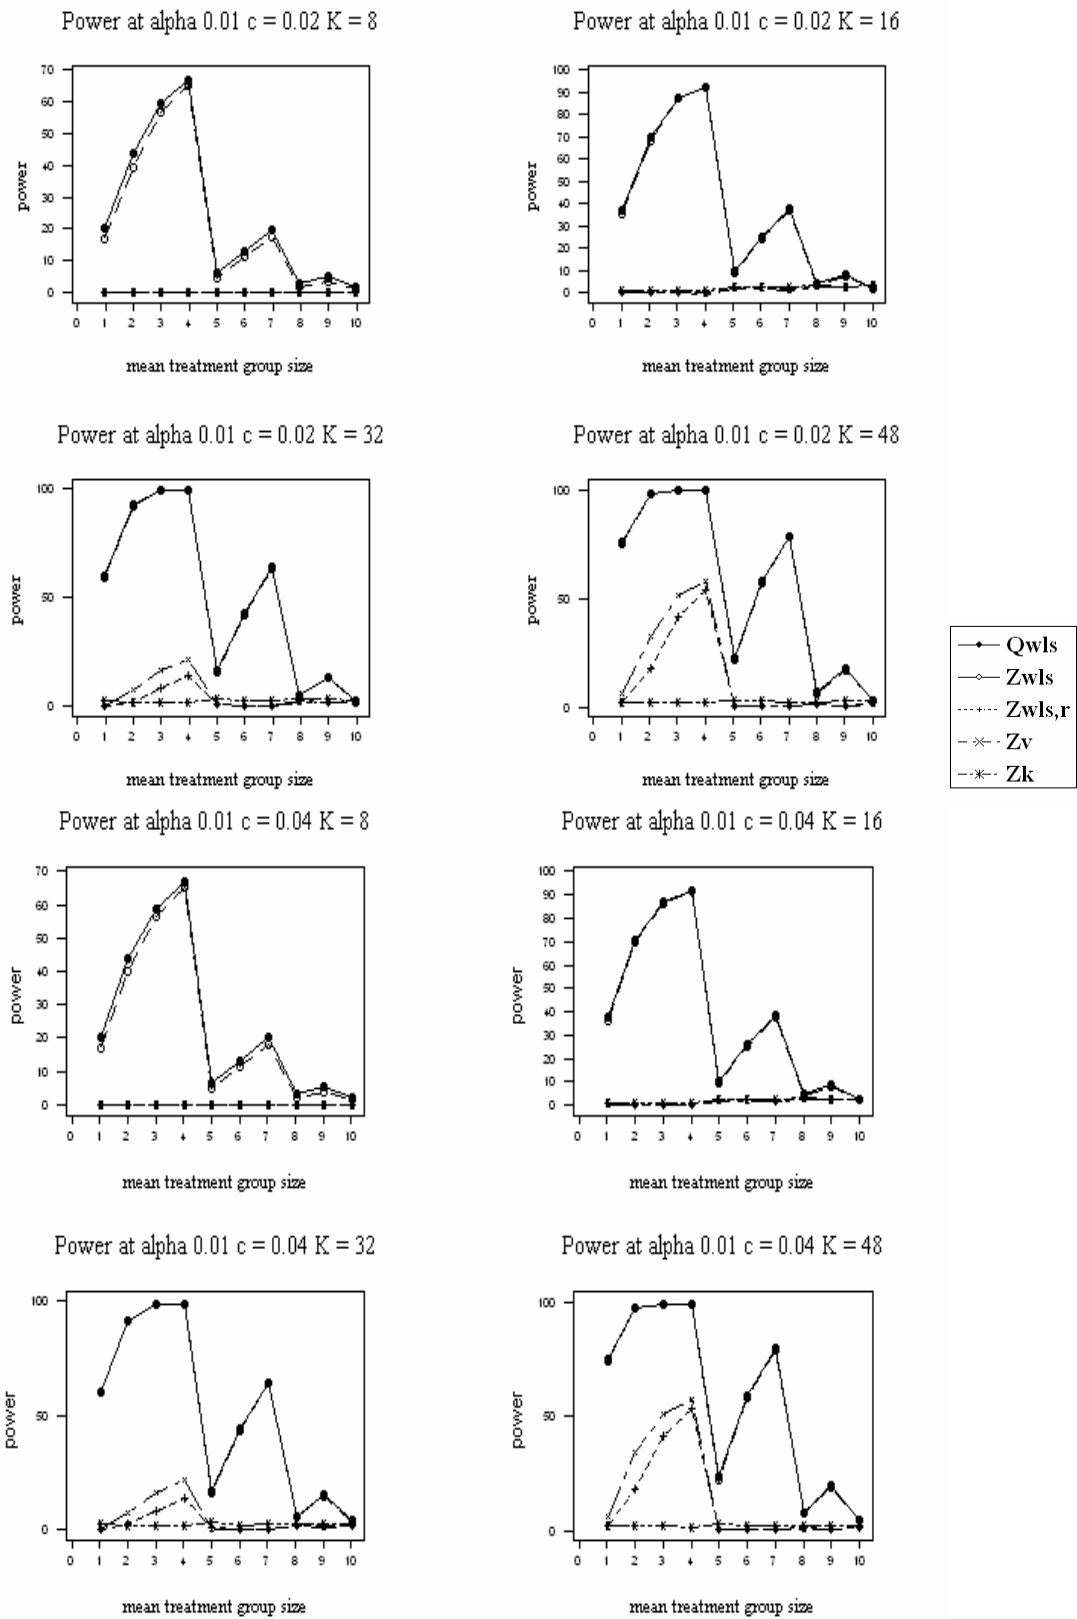 Power at alpha 0.01 c = 0.02 K = 8
70
60
50
40
30
20
10
0
power
0 1 2 3 4 5 6 7 8 9 10
mean treatment group size
Power at alpha 0.01 c = 0.02 K = 16
100
90
80
70
60
50
40
30
20
10
0
power
0 1 2 3 4 5 6 7 8 9 10
mean treatment group size
Power at alpha 0.01 c = 0.02 K = 32
100
50
0
power
0 1 2 3 4 5 6 7 8 9 10
mean treatment group size
Power at alpha 0.01 c = 0.02 K = 48
100
50
0
power
0 1 2 3 4 5 6 7 8 9 10
mean treatment group size
Qwls
Zwls
Zwls,r
Zv
Zk
Power at alpha 0.01 c = 0.04 K = 8
70
60
50
40
30
20
10
0
power
0 1 2 3 4 5 6 7 8 9 10
mean treatment group size
Power at alpha 0.01 c = 0.04 K = 16
100
90
80
70
60
50
40
30
20
10
0
power
0 1 2 3 4 5 6 7 8 9 10
mean treatment group size
Power at alpha 0.01 c = 0.04 K = 32
100
50
0
power
0 1 2 3 4 5 6 7 8 9 10
mean treatment group size
Power at alpha 0.01 c = 0.04 K = 48
100
50
0
power
0 1 2 3 4 5 6 7 8 9 10
mean treatment group size